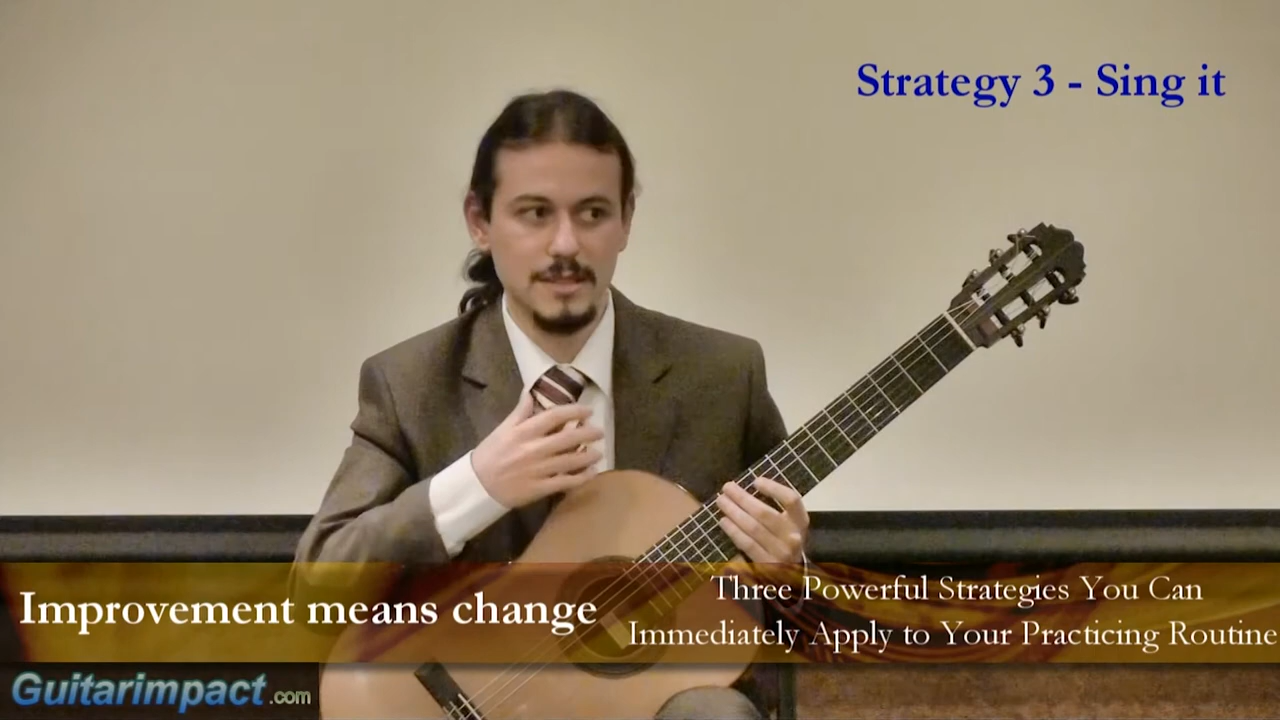 Strategy 3 - Sing it
Improvement means change
Three Powerful Strategies You Can
Immediately Apply to Your Practicing Routine
Guitarimpact.com